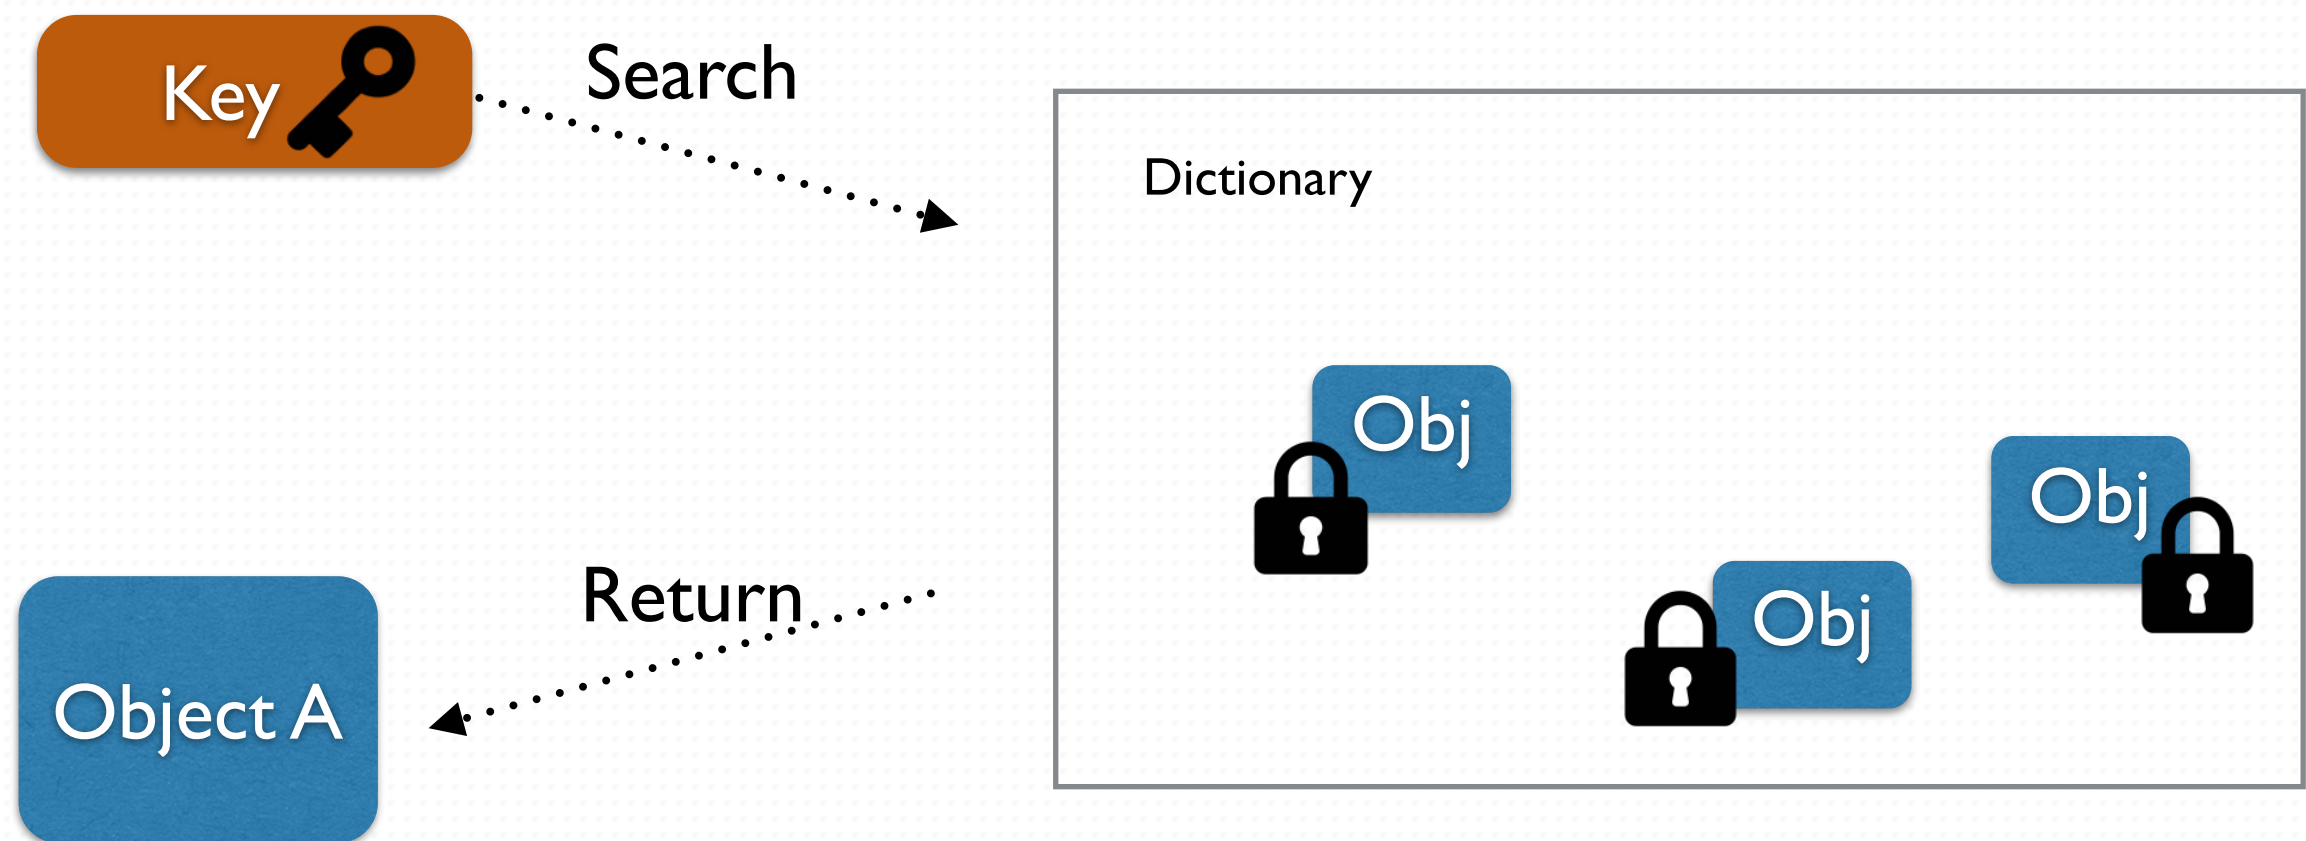 Key
Search
Dictionary
Obj
Obj
Obj
Return
Object A